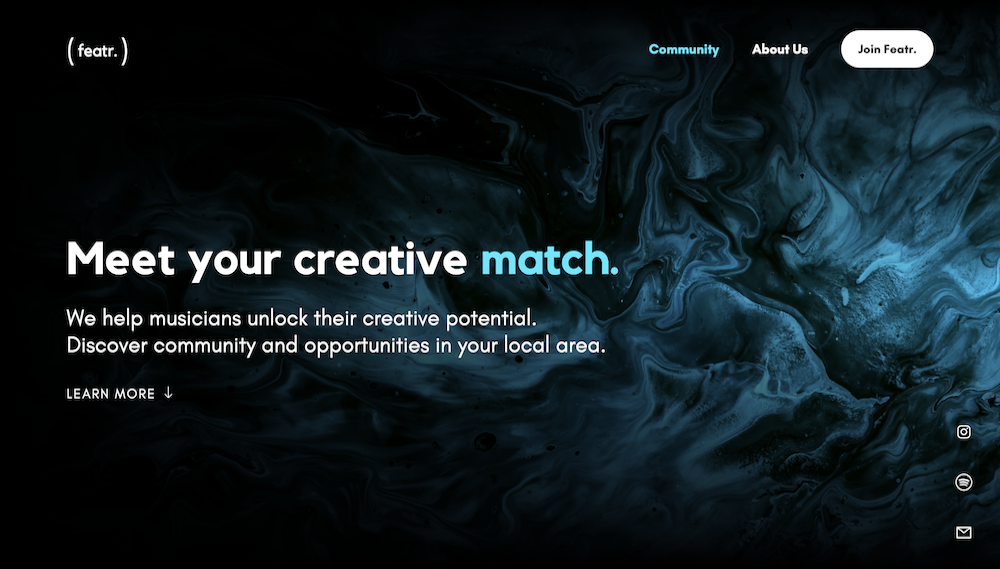 ( featr. )
Community
About Us
Join Featr.
Meet your creative match.
We help musicians unlock their creative potential.
Discover community and opportunities in your local area.
LEARN MORE ↓